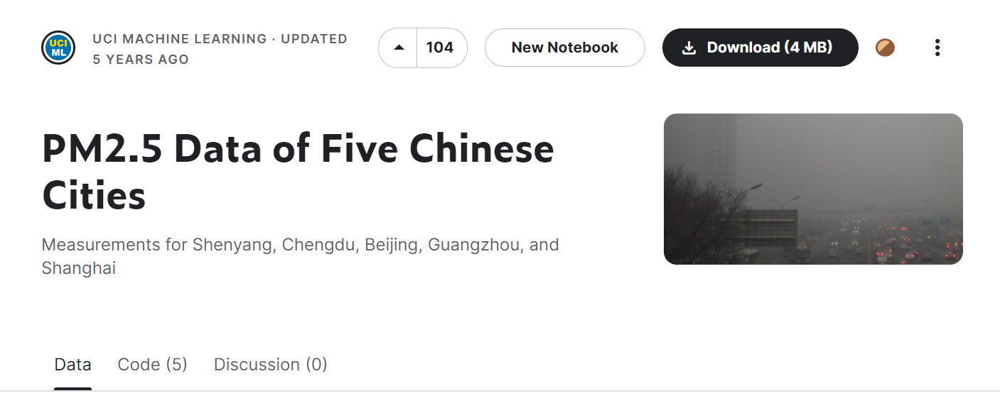 UCI
ML
UCI MACHINE LEARNING · UPDATED
5 YEARS AGO
104
New Notebook
Download (4 MB)
PM2.5 Data of Five Chinese
Cities
Measurements for Shenyang, Chengdu, Beijing, Guangzhou, and
Shanghai
Data
Code (5)
Discussion (0)